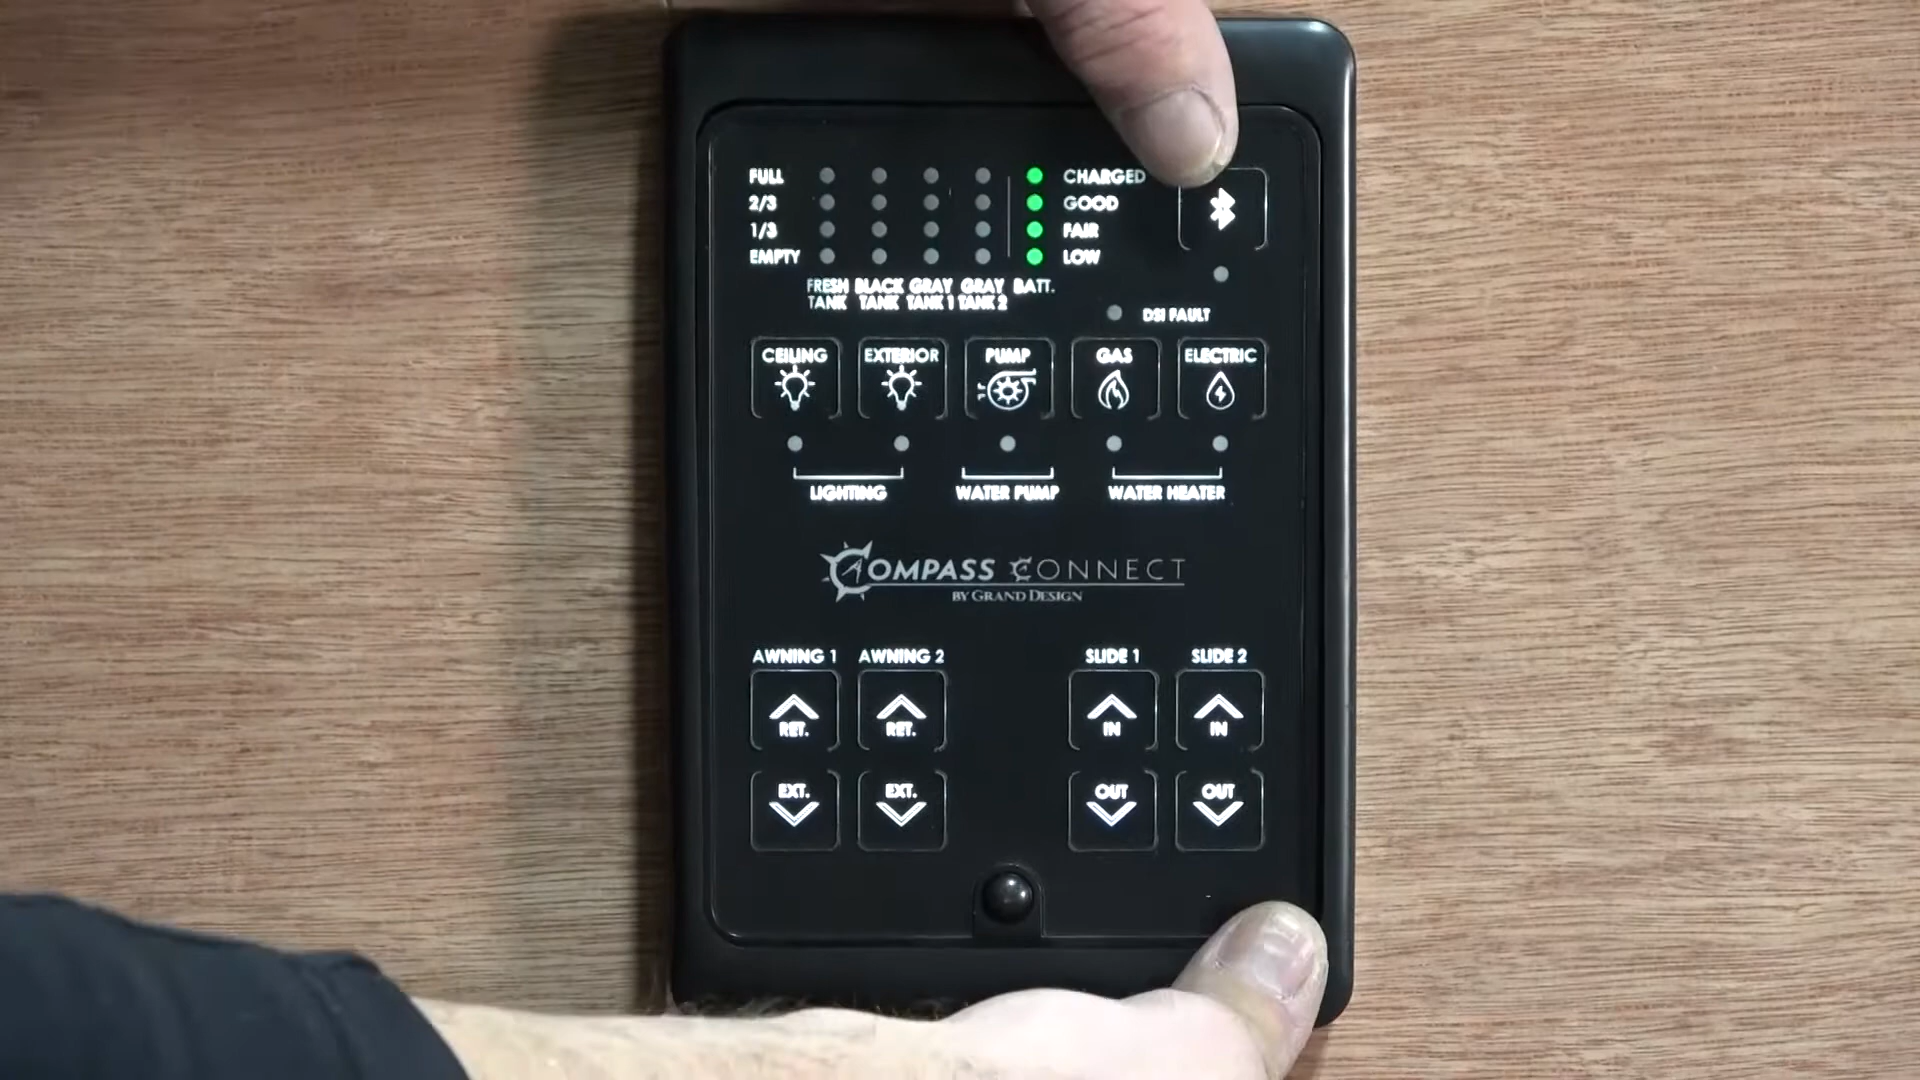 FULL CHARGED
2/3 GOOD
1/3 FAIR
EMPTY LOW
FRESH TANK BLACK TANK GRAY TANK 1 GRAY TANK 2 BATT.
DSI FAULT
CEILING EXTERIOR PUMP GAS ELECTRIC
LIGHTING WATER PUMP WATER HEATER
COMPASS CONNECT
BY GRAND DESIGN
AWNING 1 AWNING 2 SLIDE 1 SLIDE 2
RET. RET. IN IN
EXT. EXT. OUT OUT